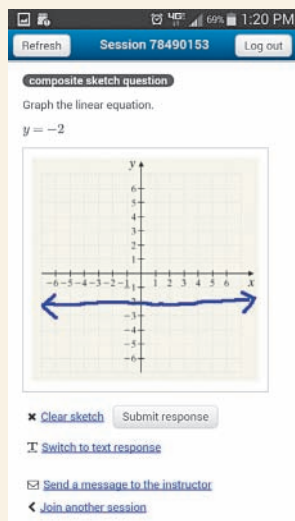 4G 69% 1:20 PM
Refresh Session 78490153 Log out
composite sketch question
Graph the linear equation.
y = −2
y
6
5
4
3
2
1
−6 −5 −4 −3 −2 −1 1 2 3 4 5 6 x
−3
−4
−5
−6
× Clear sketch Submit response
T Switch to text response
Send a message to the instructor
Join another session